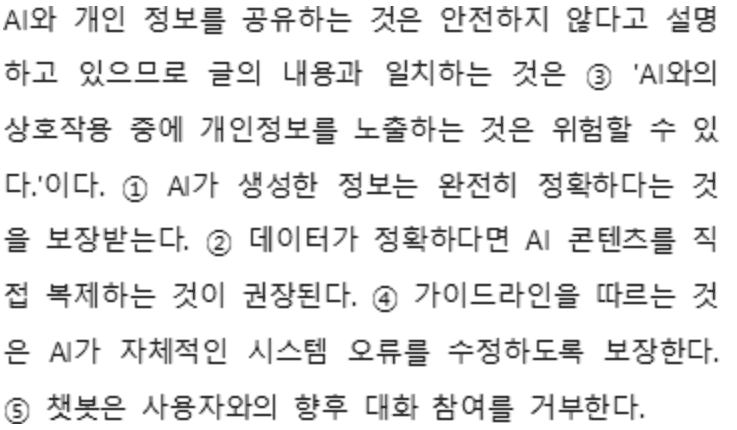 AI와 개인 정보를 공유하는 것은 안전하지 않다고 설명
하고 있으므로 글의 내용과 일치하는 것은 ③ 'AI와의
상호작용 중에 개인정보를 노출하는 것은 위험할 수 있
다.'이다. ① AI가 생성한 정보는 완전히 정확하다는 것
을 보장받는다. ② 데이터가 정확하다면 AI 콘텐츠를 직
접 복제하는 것이 권장된다. ④ 가이드라인을 따르는 것
은 AI가 자체적인 시스템 오류를 수정하도록 보장한다.
⑤ 챗봇은 사용자와의 향후 대화 참여를 거부한다.